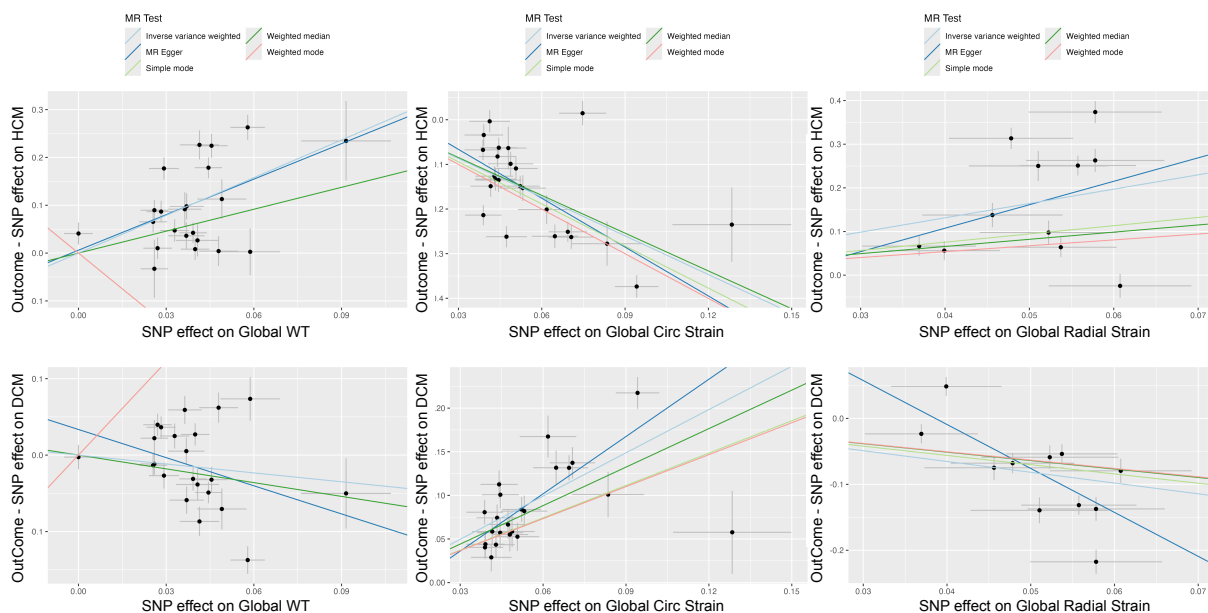 MR Test
Inverse variance weighted
Weighted median
MR Egger
Weighted mode
Simple mode
MR Test
Inverse variance weighted
Weighted median
MR Egger
Weighted mode
Simple mode
MR Test
Inverse variance weighted
Weighted median
MR Egger
Weighted mode
Simple mode
Outcome - SNP effect on HCM
0.3
0.2
0.1
0.0
0.1
0.00
0.03
0.06
0.09
SNP effect on Global WT
Outcome - SNP effect on HCM
0.0
1.1
1.2
1.3
1.4
0.03
0.06
0.09
0.12
0.15
SNP effect on Global Circ Strain
Outcome - SNP effect on HCM
0.4
0.3
0.2
0.1
0.0
0.03
0.04
0.05
0.06
0.07
SNP effect on Global Radial Strain
OutCome - SNP effect on DCM
0.1
0.0
0.1
0.00
0.03
0.06
0.09
SNP effect on Global WT
OutCome - SNP effect on DCM
.20
.15
.10
.05
.00
0.03
0.06
0.09
0.12
0.15
SNP effect on Global Circ Strain
OutCome - SNP effect on DCM
-0.0
-0.1
-0.2
0.03
0.04
0.05
0.06
0.07
SNP effect on Global Radial Strain